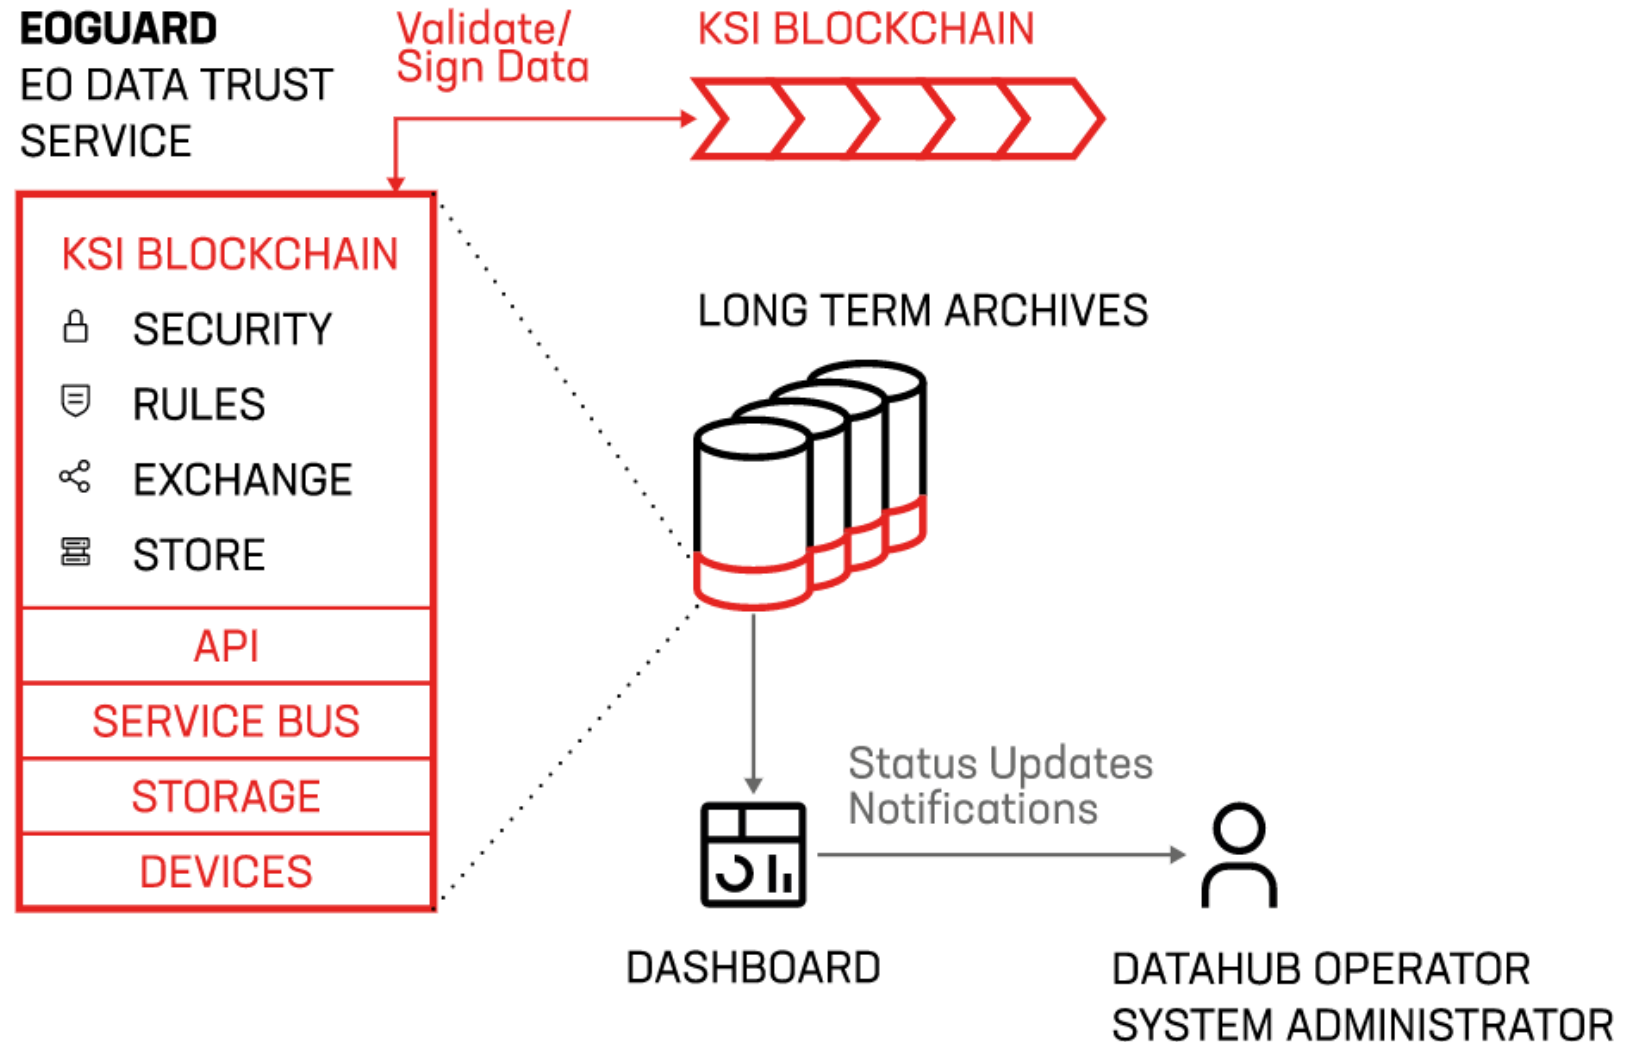 EOGUARD
EO DATA TRUST
SERVICE
Validate/
Sign Data
KSI BLOCKCHAIN
KSI BLOCKCHAIN
SECURITY
RULES
EXCHANGE
STORE
API
SERVICE BUS
STORAGE
DEVICES
LONG TERM ARCHIVES
Status Updates
Notifications
DASHBOARD
DATAHUB OPERATOR
SYSTEM ADMINISTRATOR